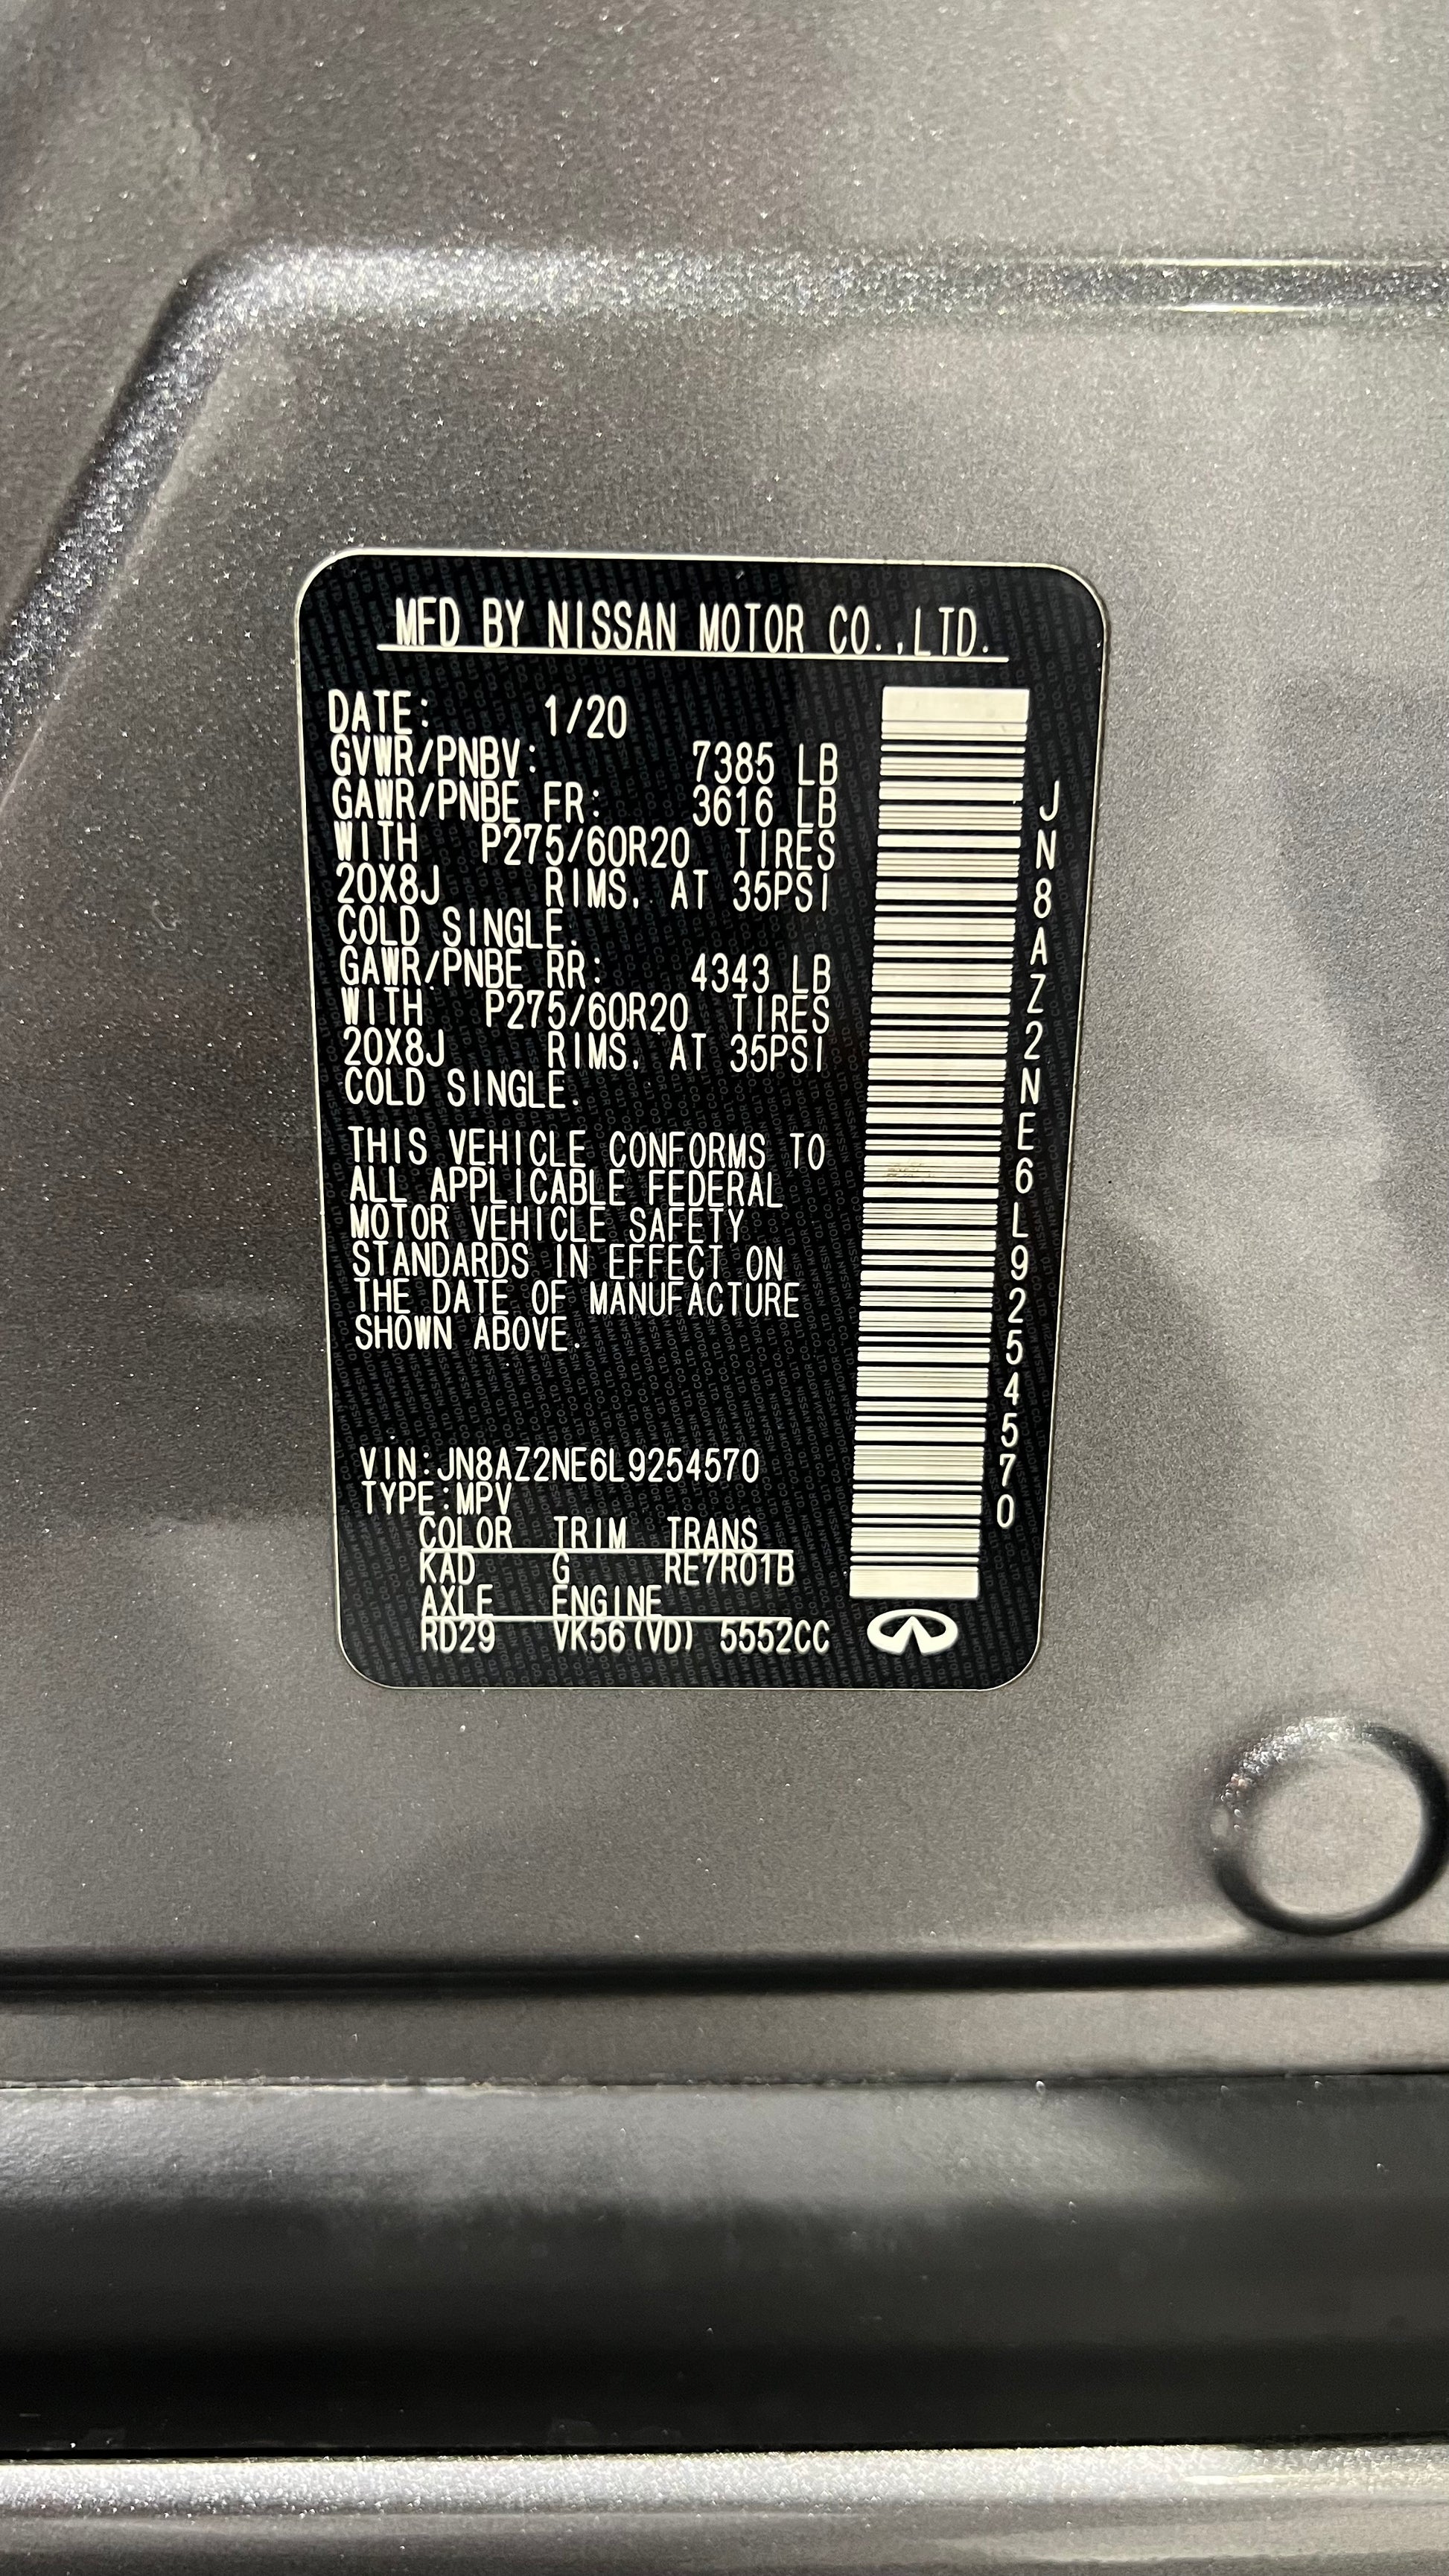 MFD BY NISSAN MOTOR CO.,LTD.
DATE: 1/20
GVWR/PNBV: 7385 LB
GAWR/PNBE FR: 3616 LB
WITH P275/60R20 TIRES
20X8J RIMS, AT 35PSI
COLD SINGLE.
GAWR/PNBE RR: 4343 LB
WITH P275/60R20 TIRES
20X8J RIMS, AT 35PSI
COLD SINGLE.
THIS VEHICLE CONFORMS TO
ALL APPLICABLE FEDERAL
MOTOR VEHICLE SAFETY
STANDARDS IN EFFECT ON
THE DATE OF MANUFACTURE
SHOWN ABOVE.
VIN:JN8AZ2NE6L9254570
TYPE:MPV
COLOR TRIM TRANS
KAD G RE7R01B
AXLE ENGINE
RD29 VK56(VD) 5552CC
JN8AZ2NE6L9254570